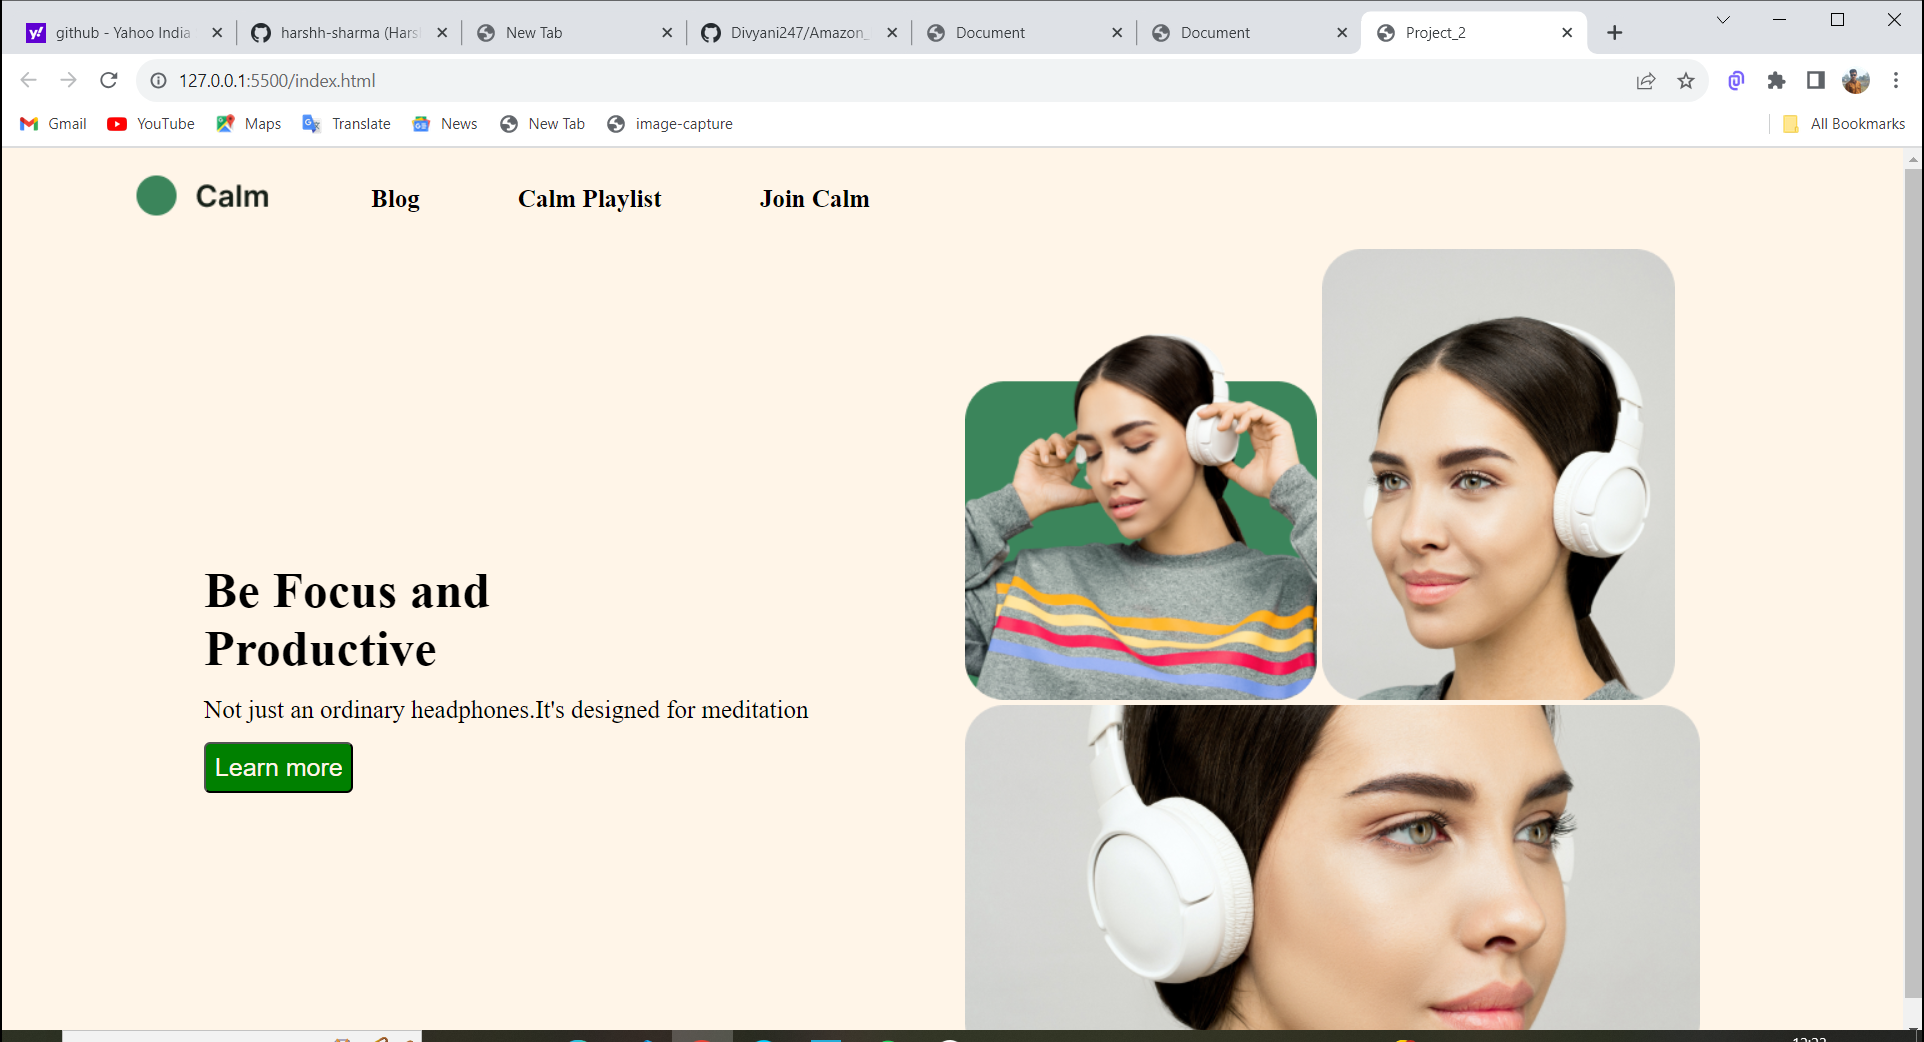 github - Yahoo India
harshh-sharma (Hars
New Tab
Divyani247/Amazon_
Document
Document
Project_2
127.0.0.1:5500/index.html
Gmail
YouTube
Maps
Translate
News
New Tab
image-capture
All Bookmarks
Calm
Blog
Calm Playlist
Join Calm
Be Focus and
Productive
Not just an ordinary headphones.It's designed for meditation
Learn more